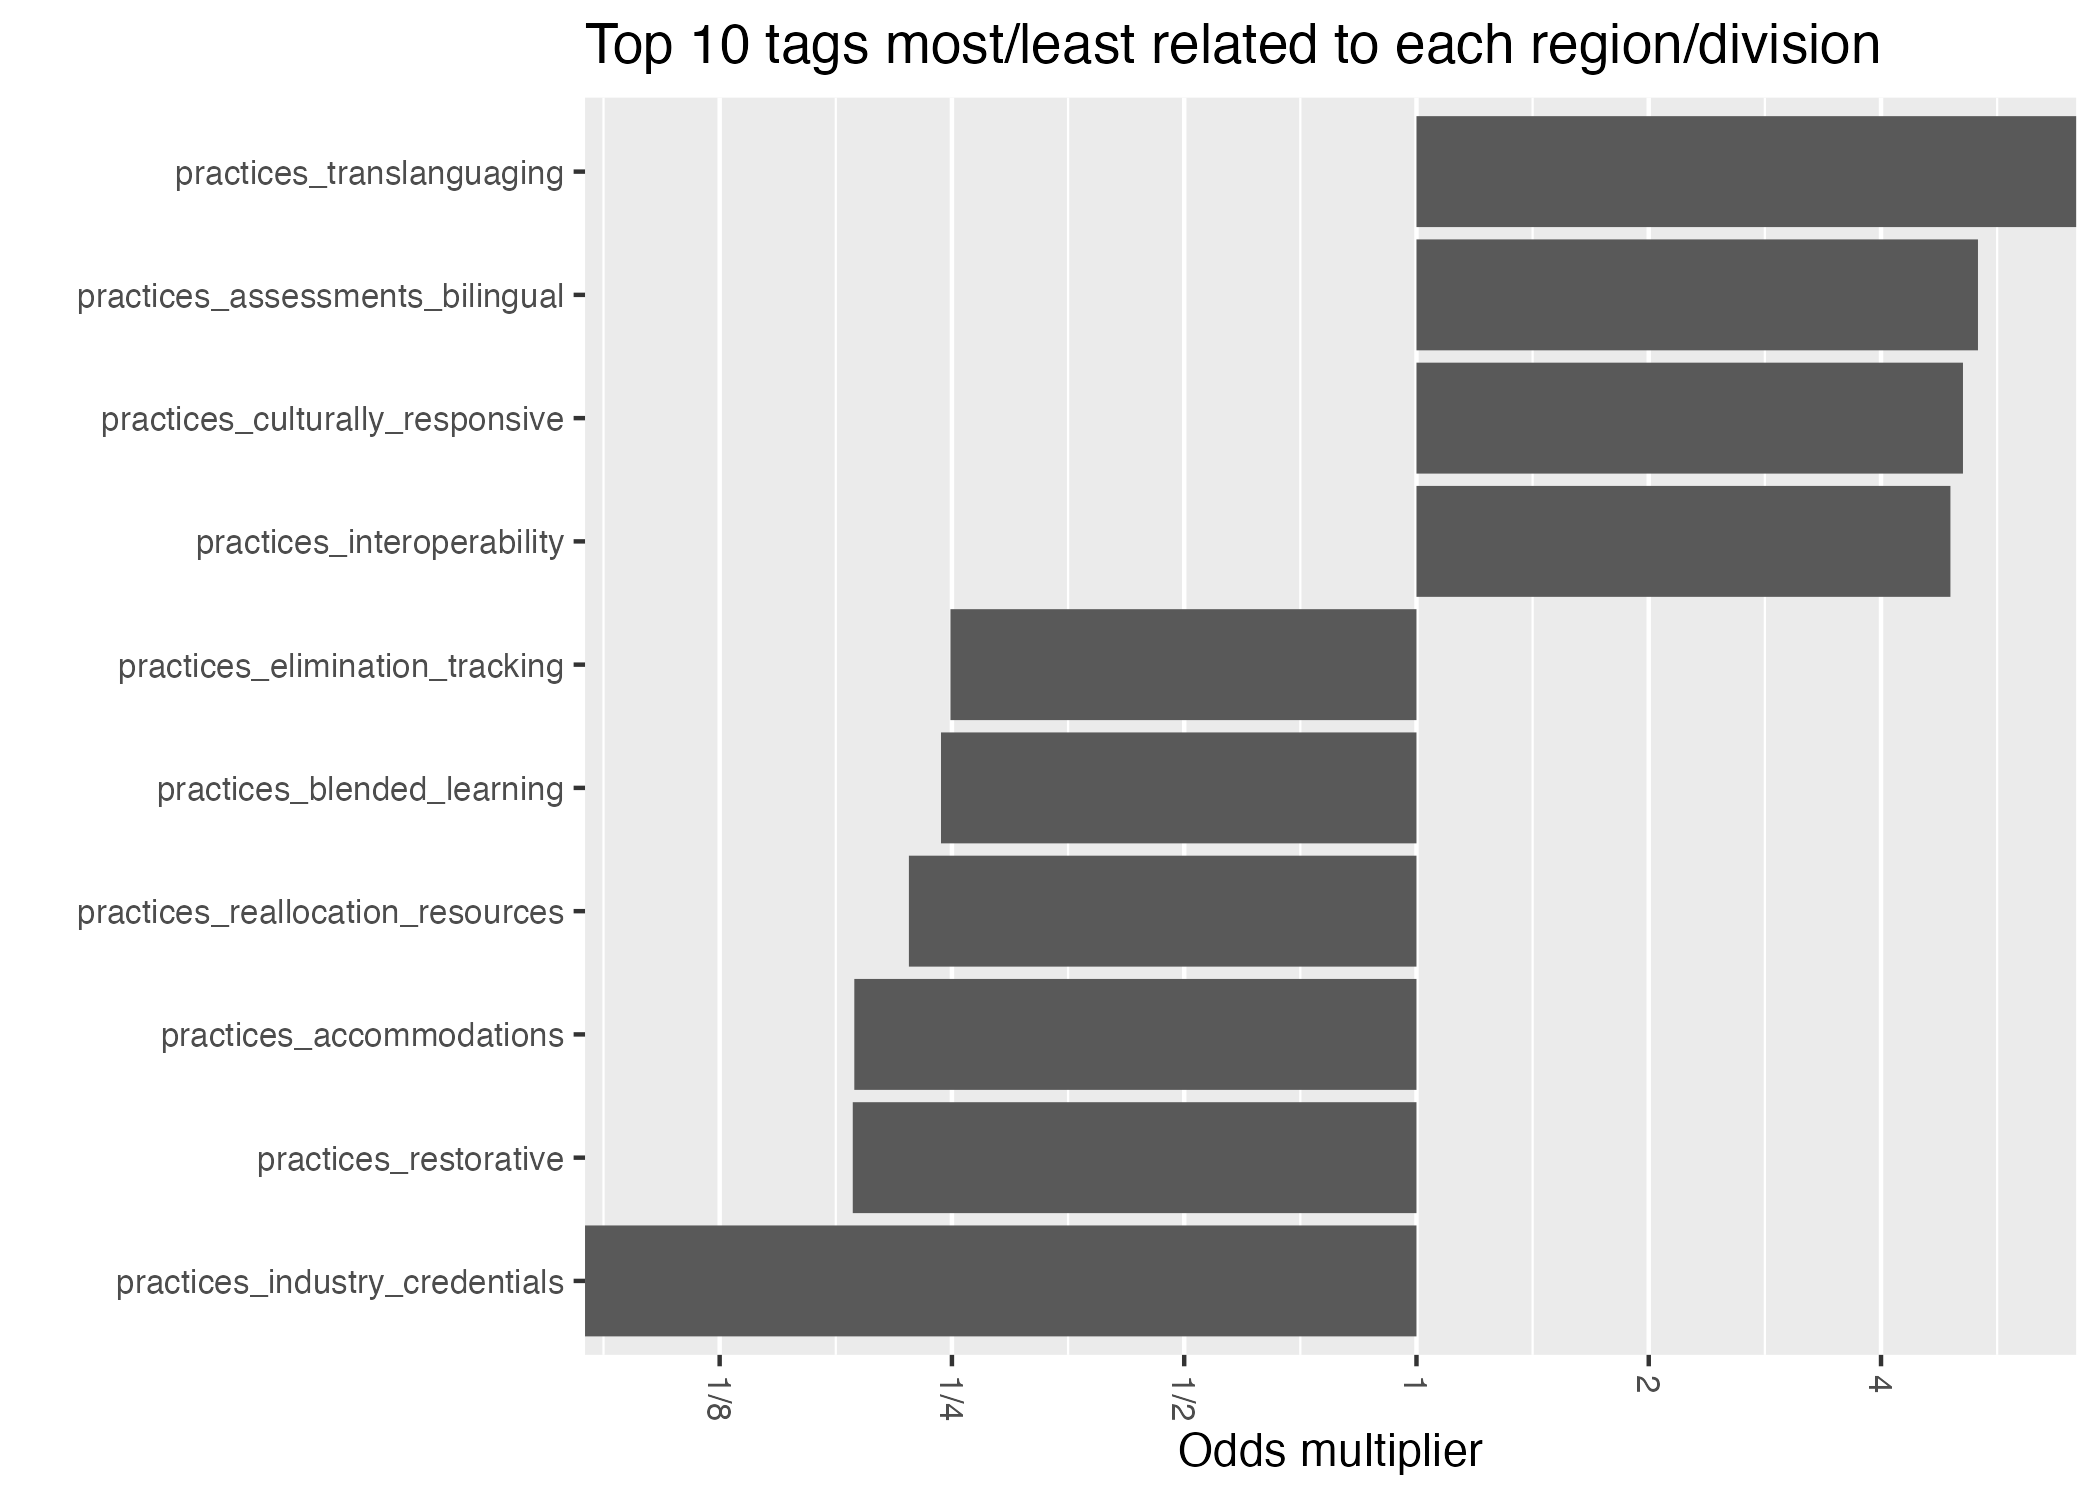 Top 10 tags most/least related to each region/division
practices_translanguaging
practices_assessments_bilingual
practices_culturally_responsive
practices_interoperability
practices_elimination_tracking
practices_blended_learning
practices_reallocation_resources
practices_accommodations
practices_restorative
practices_industry_credentials
1/8 1/4 1/2 1 2 4
Odds multiplier